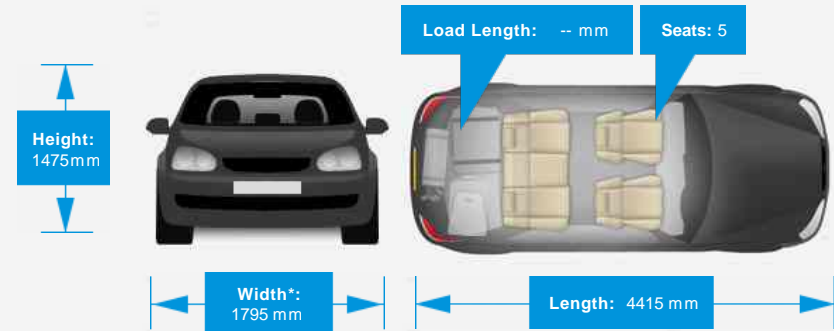 Load Length: -- mm
Seats: 5
Height:
1475mm
Width*:
1795 mm
Length: 4415 mm